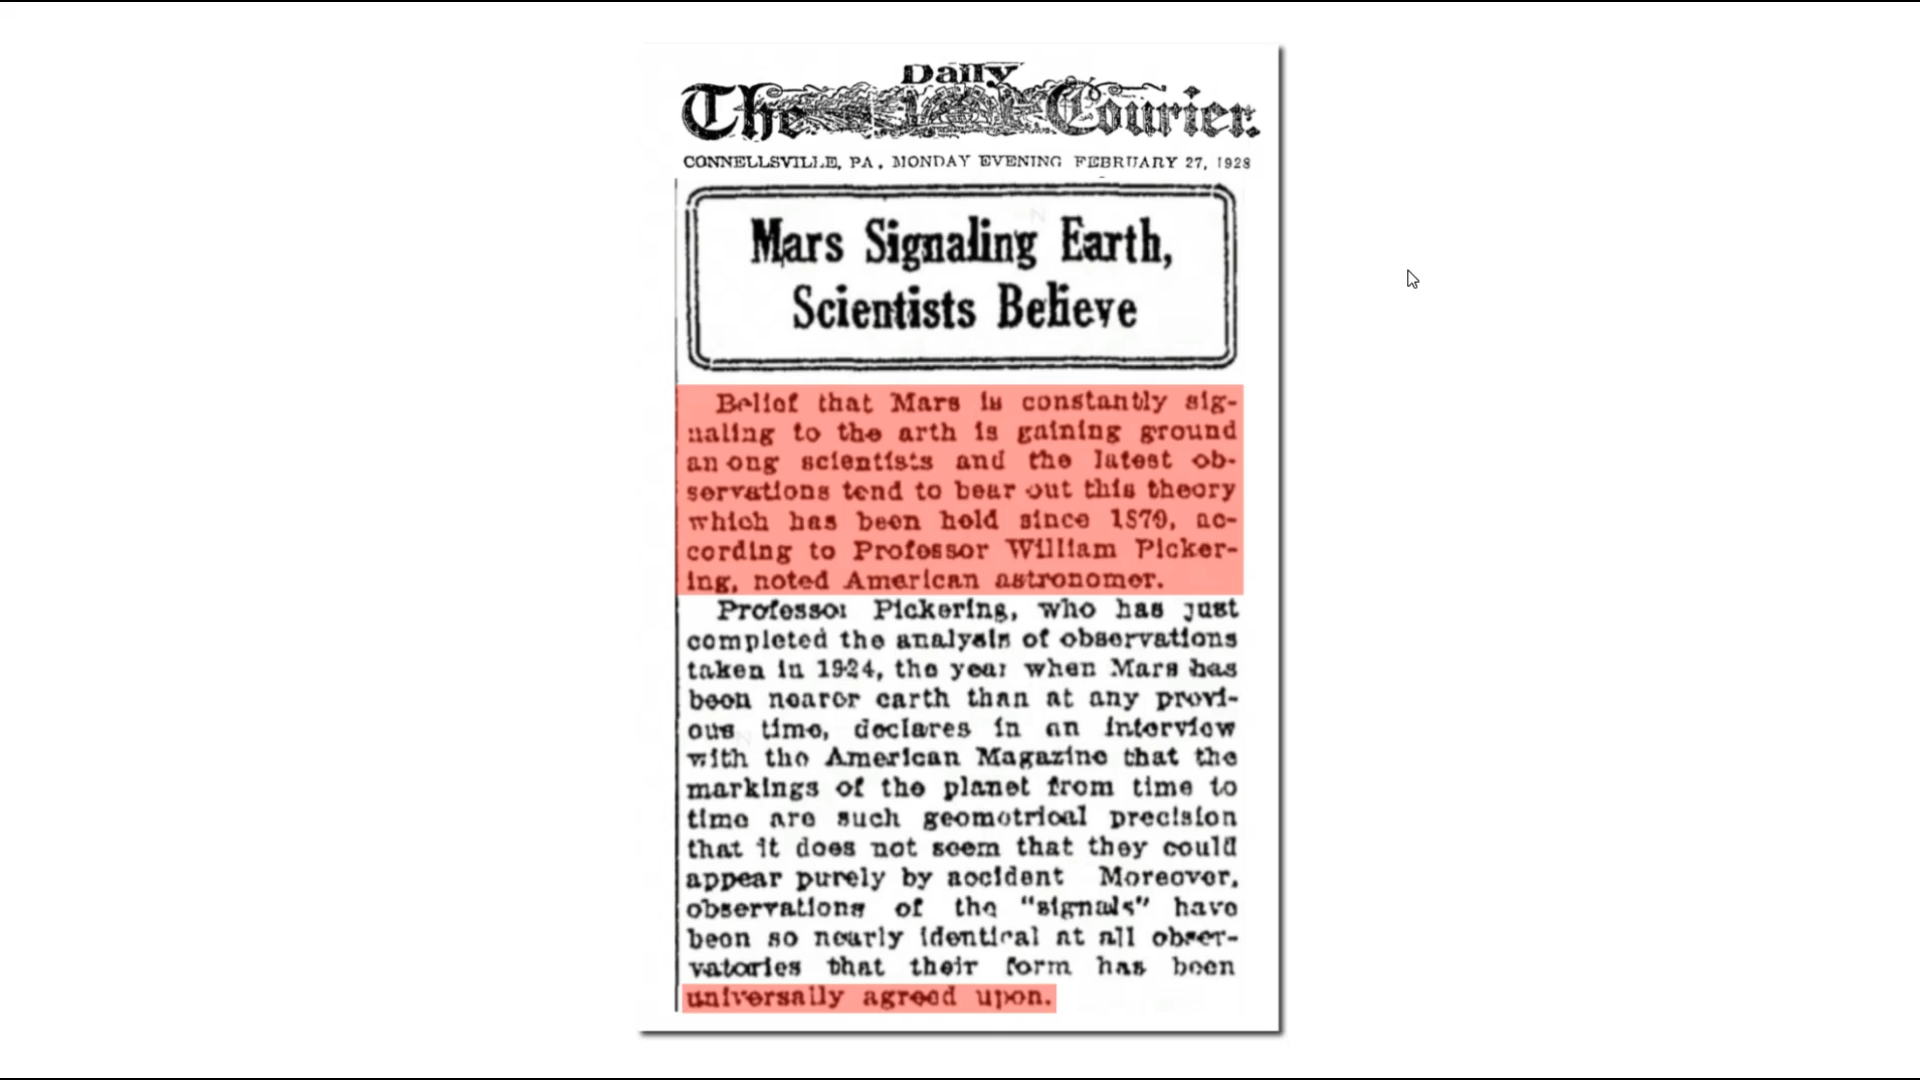 The Daily Courier.
CONNELLSVILLE, PA., MONDAY EVENING FEBRUARY 27, 1928
Mars Signaling Earth,
Scientists Believe
Belief that Mars is constantly sig-
naling to the arth is gaining ground
among scientists and the latest ob-
servations tend to bear out this theory
which has been held since 1879, ac-
cording to Professor William Picker-
ing, noted American astronomer.
Professor Pickering, who has just
completed the analysis of observations
taken in 1924, the year when Mars has
been nearer earth than at any previ-
ous time, declares in an interview
with the American Magazine that the
markings of the planet from time to
time are such geometrical precision
that it does not seem that they could
appear purely by accident Moreover,
observations of the "signals" have
been so nearly identical at all obser-
vatories that their form has been
universally agreed upon.